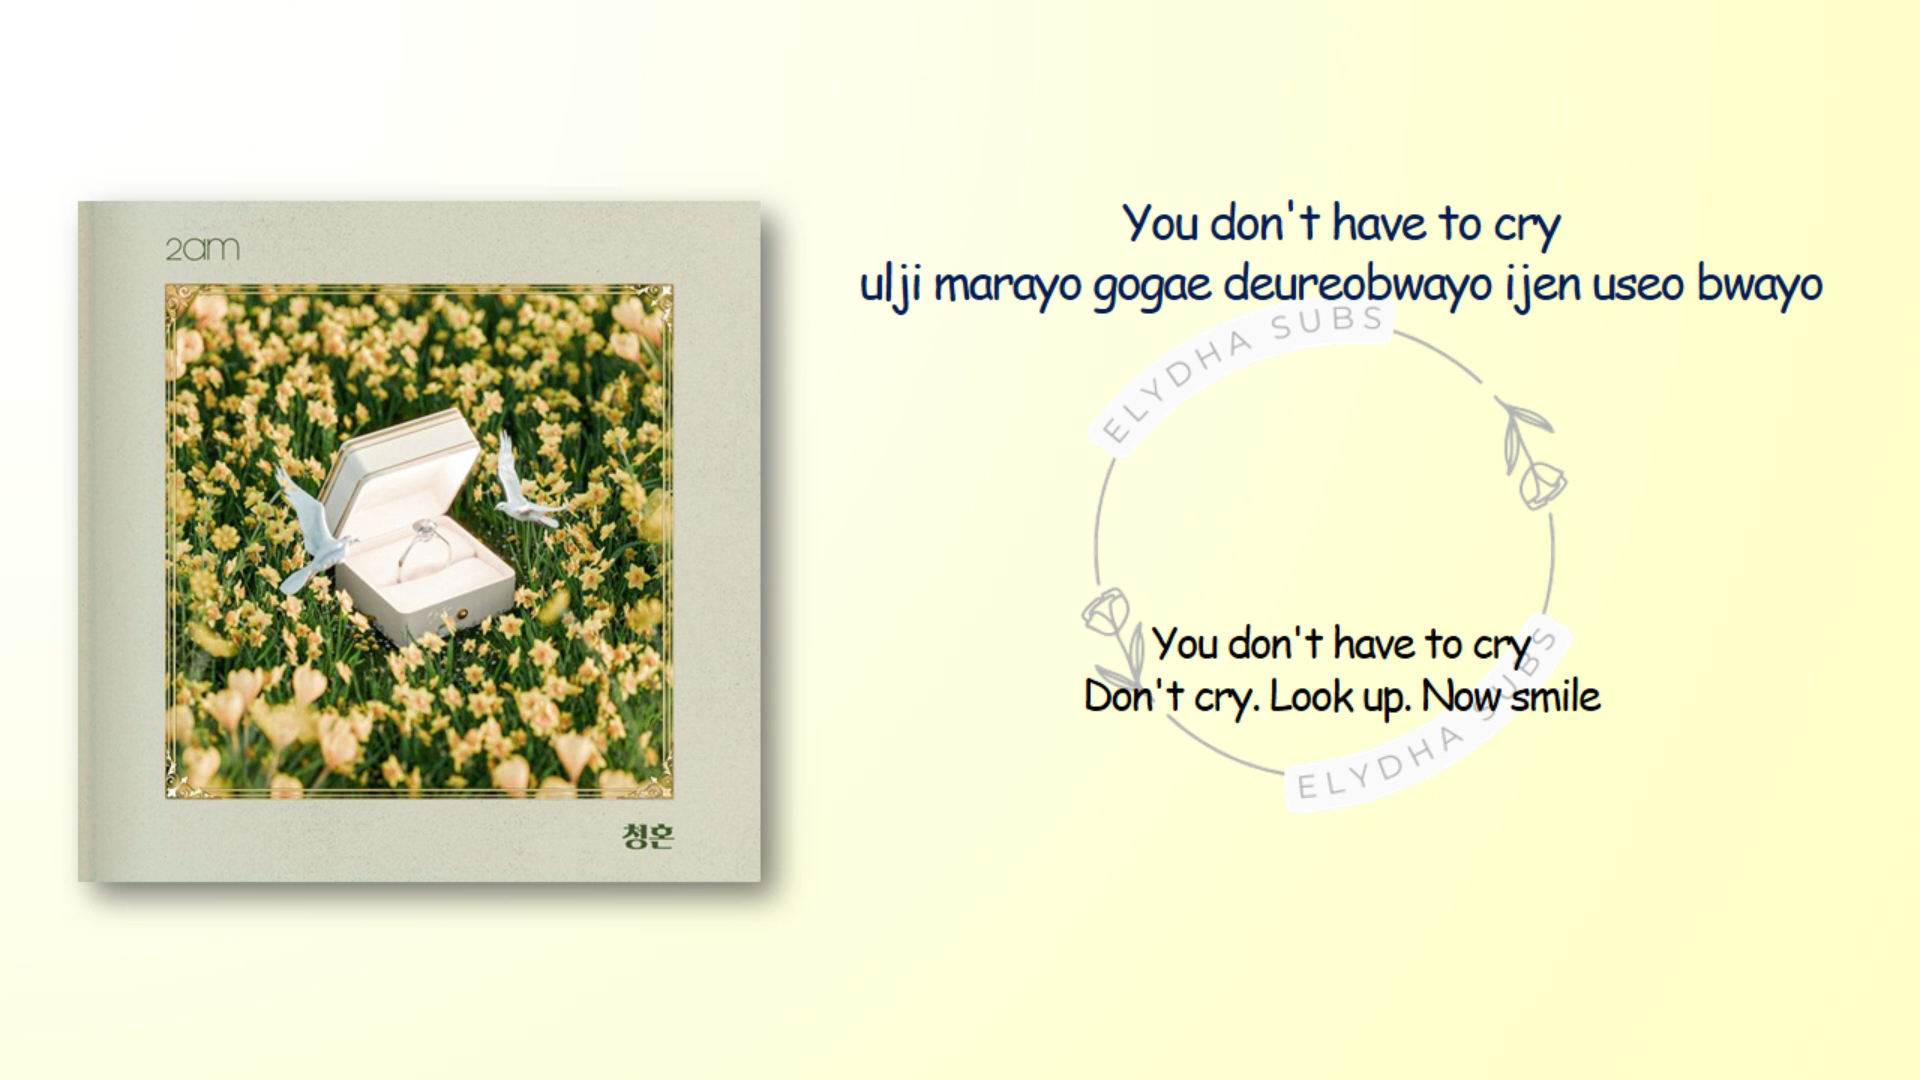 2am
청혼
You don't have to cry
ulji marayo gogae deureobwayo ijen useo bwayo
ELYDHA SUBS
You don't have to cry
Don't cry. Look up. Now smile
ELYDHA SUBS